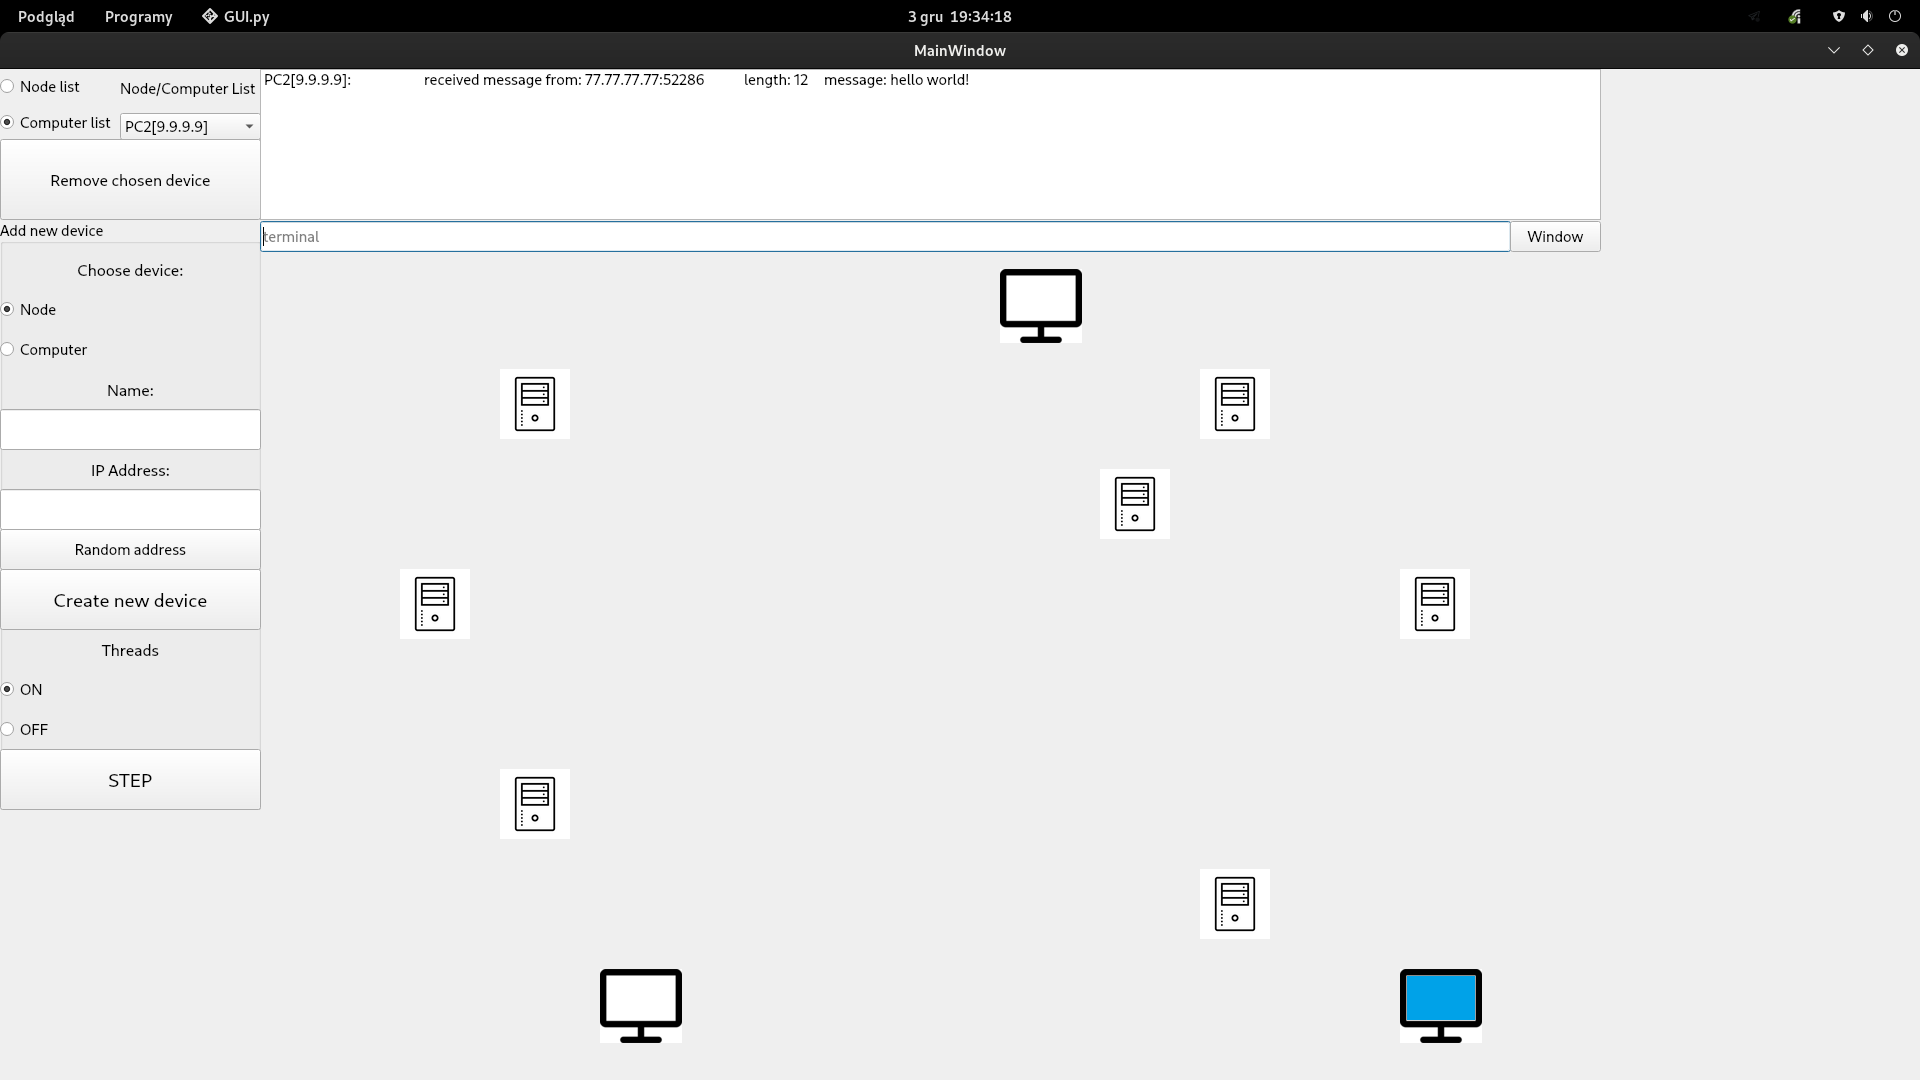 Podgląd Programy GUI.py 3 gru 19:34:18
MainWindow
Node list
Node/Computer List
Computer list
PC2[9.9.9.9]
Remove chosen device
PC2[9.9.9.9]: received message from: 77.77.77.77:52286 length: 12 message: hello world!
terminal
Window
Add new device
Choose device:
Node
Computer
Name:
IP Address:
Random address
Create new device
Threads
ON
OFF
STEP